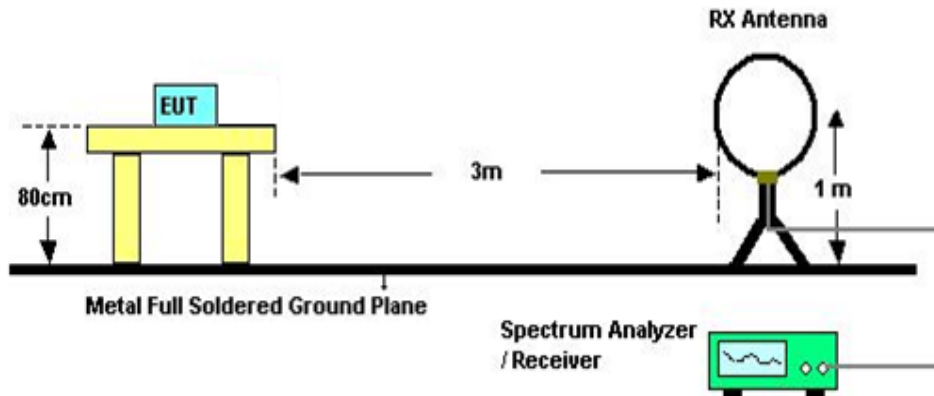 RX Antenna
EUT
3m
80cm
1 m
Metal Full Soldered Ground Plane
Spectrum Analyzer
/ Receiver